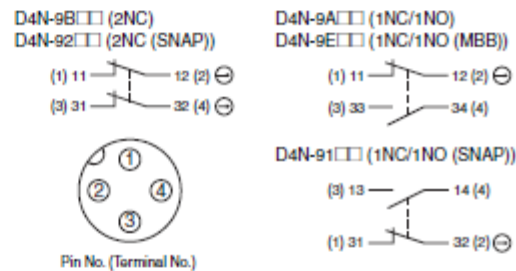 D4N-9B□□ (2NC)
D4N-92□□ (2NC (SNAP))
(1) 11 12 (2)
(3) 31 32 (4)
1
2
4
3
Pin No. (Terminal No.)
D4N-9A□□ (1NC/1NO)
D4N-9E□□ (1NC/1NO (MBB))
(1) 11 12 (2)
(3) 33 34 (4)
D4N-91□□ (1NC/1NO (SNAP))
(3) 13 14 (4)
(1) 31 32 (2)